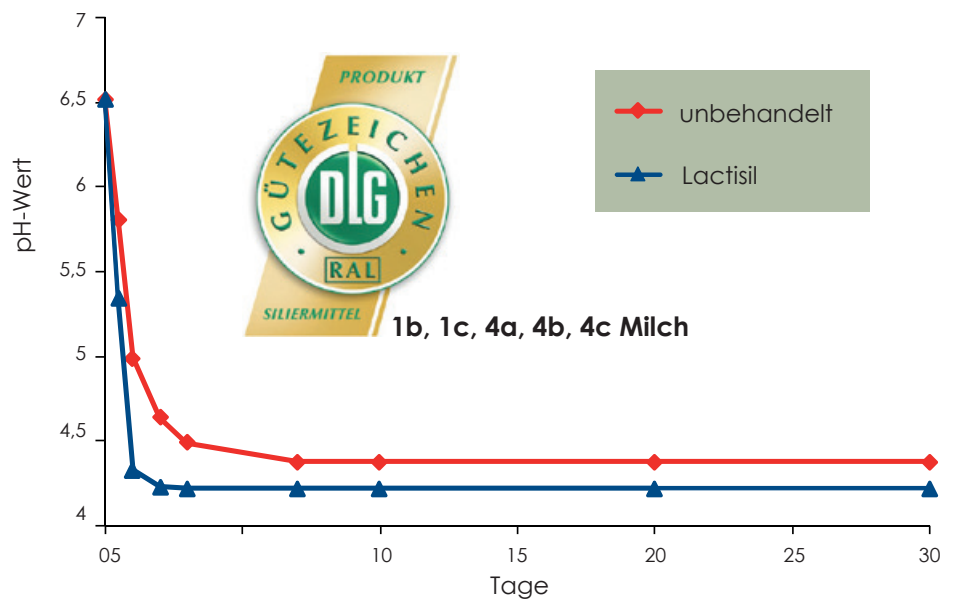 7
6,5
6
5,5
5
4,5
4
pH-Wert
PRODUKT
GÜTEZEICHEN
DLG
RAL
SILIERMITTEL
1b, 1c, 4a, 4b, 4c Milch
unbehandelt
Lactisil
05 10 15 20 25 30
Tage